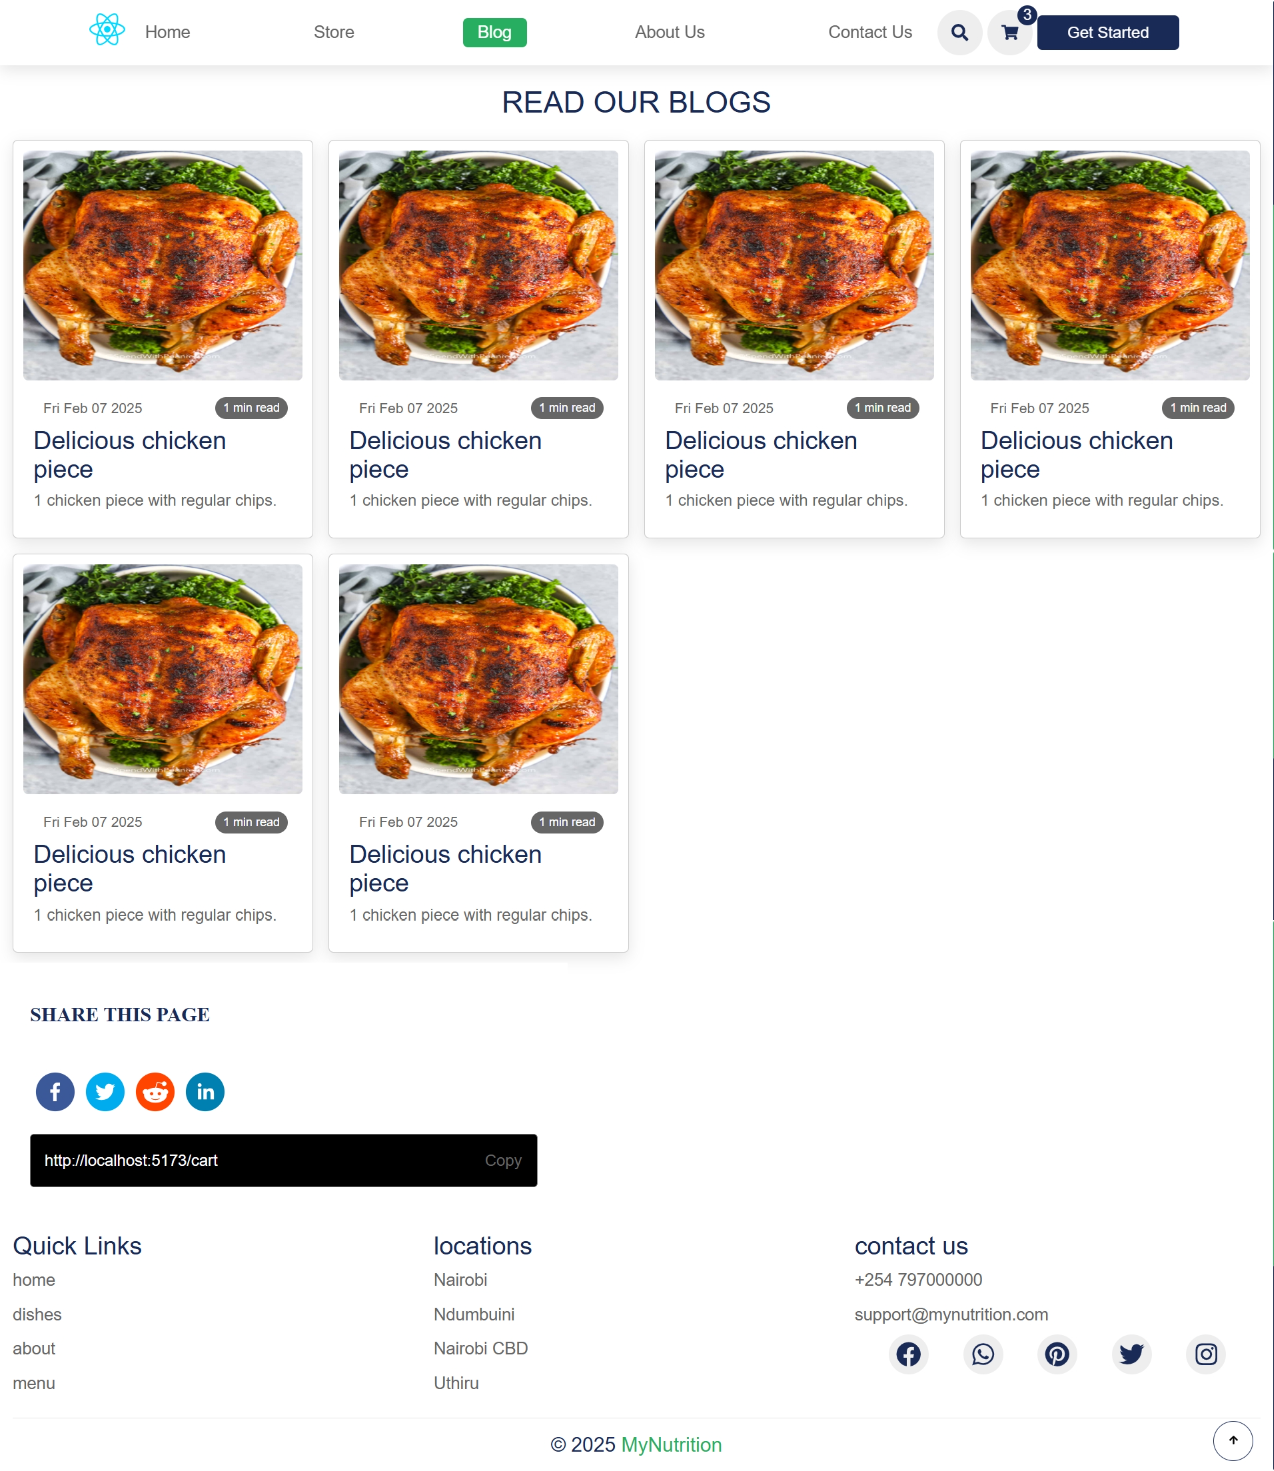 Home Store Blog About Us Contact Us 3 Get Started
READ OUR BLOGS
Fri Feb 07 2025 1 min read
Delicious chicken
piece
1 chicken piece with regular chips.
Fri Feb 07 2025 1 min read
Delicious chicken
piece
1 chicken piece with regular chips.
Fri Feb 07 2025 1 min read
Delicious chicken
piece
1 chicken piece with regular chips.
Fri Feb 07 2025 1 min read
Delicious chicken
piece
1 chicken piece with regular chips.
Fri Feb 07 2025 1 min read
Delicious chicken
piece
1 chicken piece with regular chips.
Fri Feb 07 2025 1 min read
Delicious chicken
piece
1 chicken piece with regular chips.
SHARE THIS PAGE
http://localhost:5173/cart Copy
Quick Links
home
dishes
about
menu
locations
Nairobi
Ndumbuini
Nairobi CBD
Uthiru
contact us
+254 797000000
support@mynutrition.com
© 2025 MyNutrition